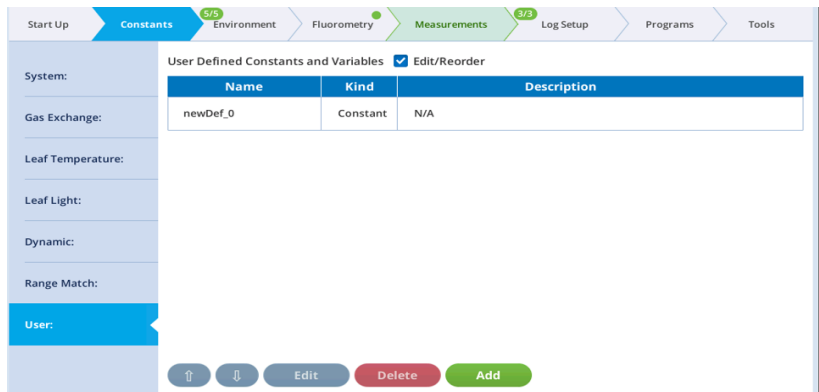 5/5 3/3
Start Up Constants Environment Fluorometry Measurements Log Setup Programs Tools
User Defined Constants and Variables Edit/Reorder
System:
Name Kind Description
newDef_0 Constant N/A
Gas Exchange:
Leaf Temperature:
Leaf Light:
Dynamic:
Range Match:
User:
⇧ ⇩ Edit Delete Add